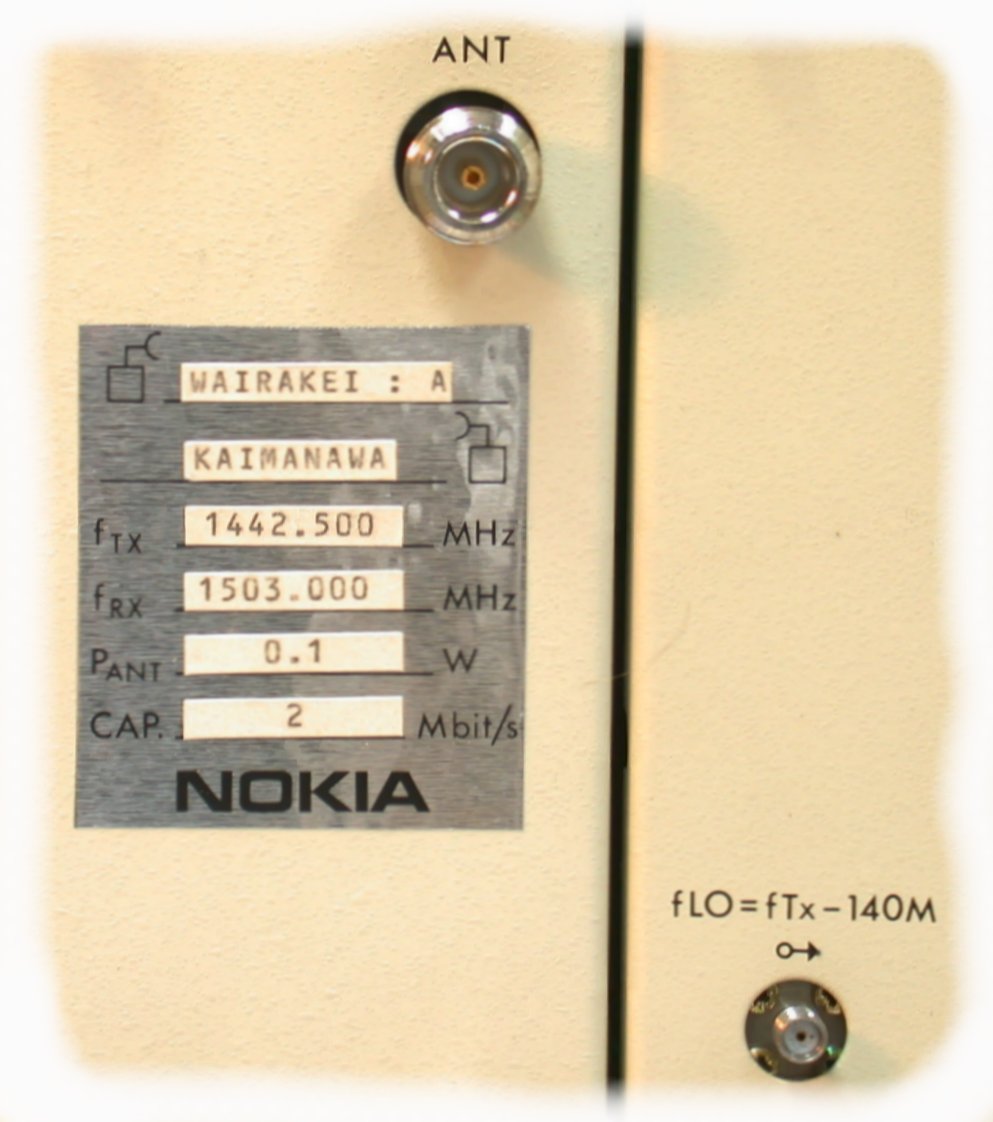 ANT
WAIRAKEI : A
KAIMANAWA
fTX 1442.500 MHz
fRX 1503.000 MHz
PANT 0.1 W
CAP. 2 Mbit/s
NOKIA
fLO=fTx-140M